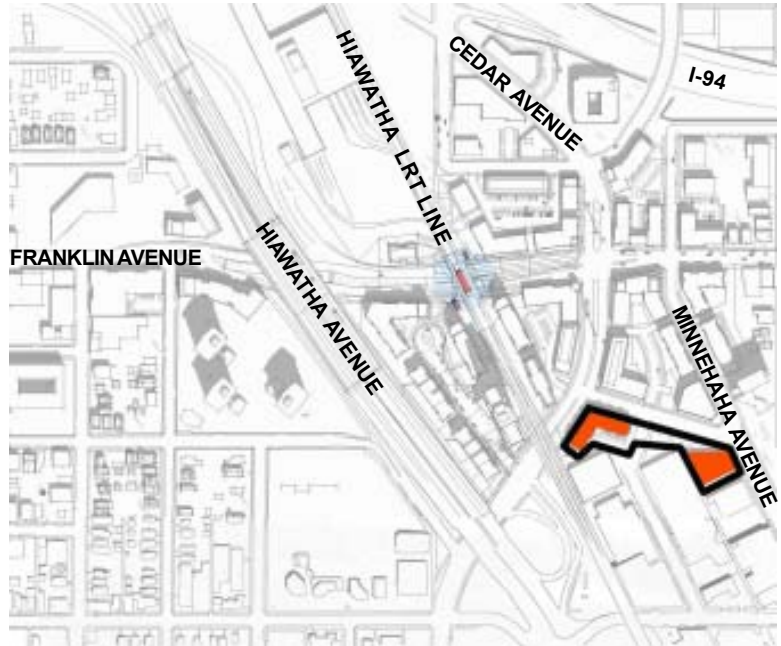 HIAWATHA LRT LINE
CEDAR AVENUE
I-94
FRANKLIN AVENUE
HIAWATHA AVENUE
MINNEHAHA AVENUE